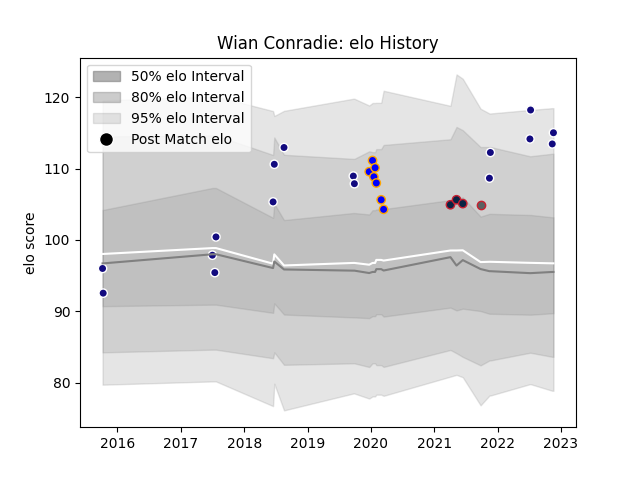 Wian Conradie: elo History
50% elo Interval
80% elo Interval
95% elo Interval
Post Match elo
elo score
120
110
100
90
80
2016 2017 2018 2019 2020 2021 2022 2023